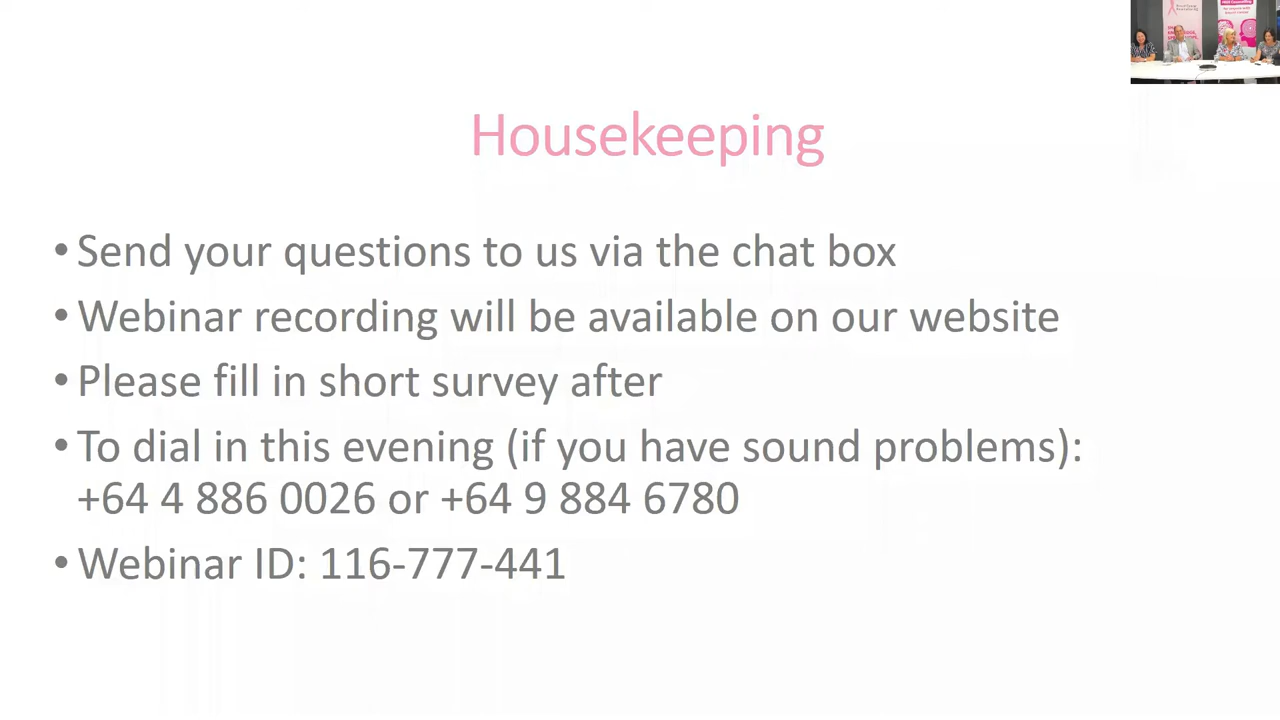 Housekeeping
• Send your questions to us via the chat box
• Webinar recording will be available on our website
• Please fill in short survey after
• To dial in this evening (if you have sound problems):
+64 4 886 0026 or +64 9 884 6780
• Webinar ID: 116-777-441